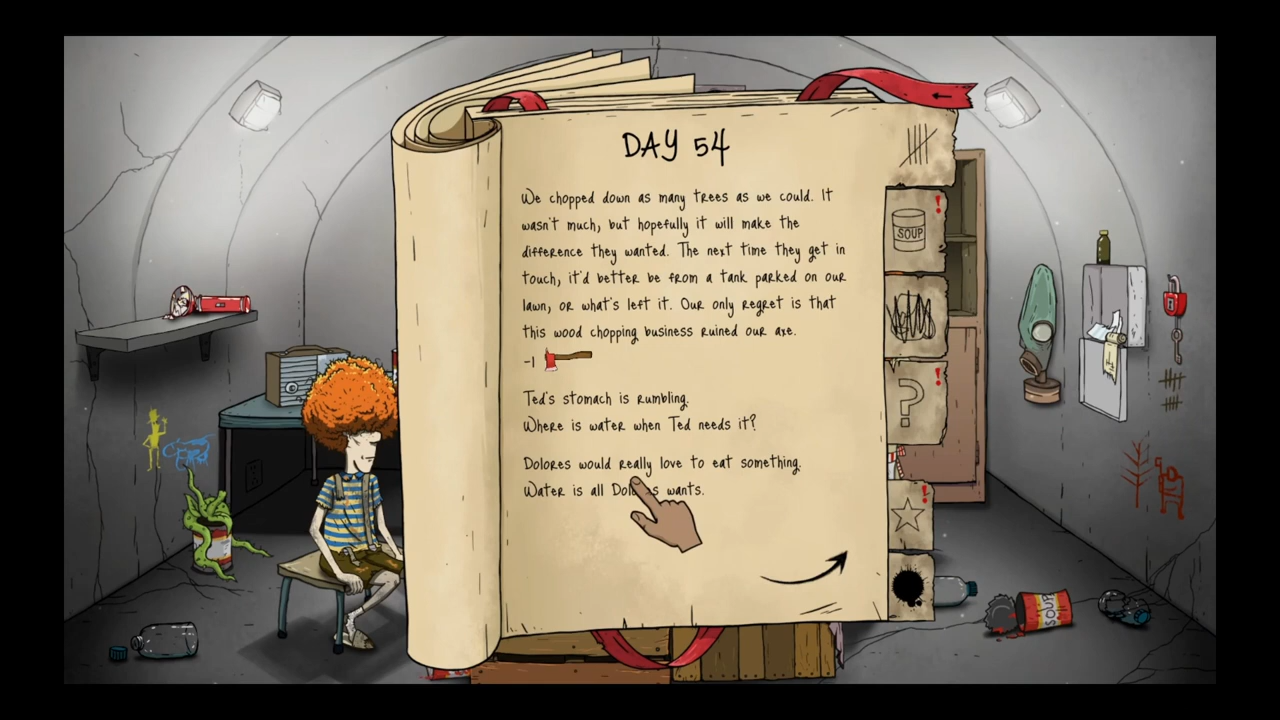 DAY 54
We chopped down as many trees as we could. It
wasn't much, but hopefully it will make the
difference they wanted. The next time they get in
touch, it'd better be from a tank parked on our
lawn, or what's left it. Our only regret is that
this wood chopping business ruined our axe.
-1
Ted's stomach is rumbling.
Where is water when Ted needs it?
Dolores would really love to eat something.
Water is all Dolores wants.
SOUP
!
?
!
!
SOUP